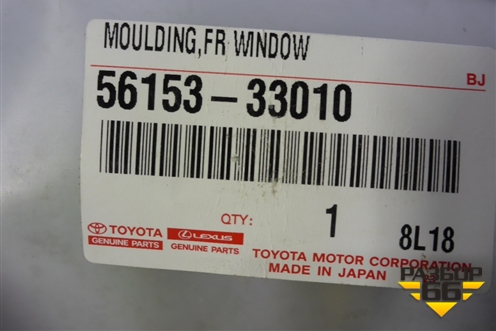 MOULDING,FR WINDOW
BJ
56153-33010
QTY: 1 8L18
TOYOTA
GENUINE PARTS
LEXUS
GENUINE PARTS
TOYOTA MOTOR CORPORATION
MADE IN JAPAN
РАЗБОР
66